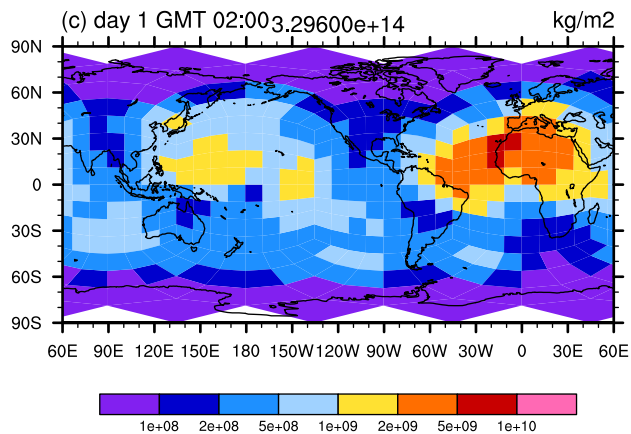 (c) day 1 GMT 02:00 3.29600e+14 kg/m2
90N
60N
30N
0
30S
60S
90S
60E 90E 120E 150E 180 150W 120W 90W 60W 30W 0 30E 60E
1e+08 2e+08 5e+08 1e+09 2e+09 5e+09 1e+10